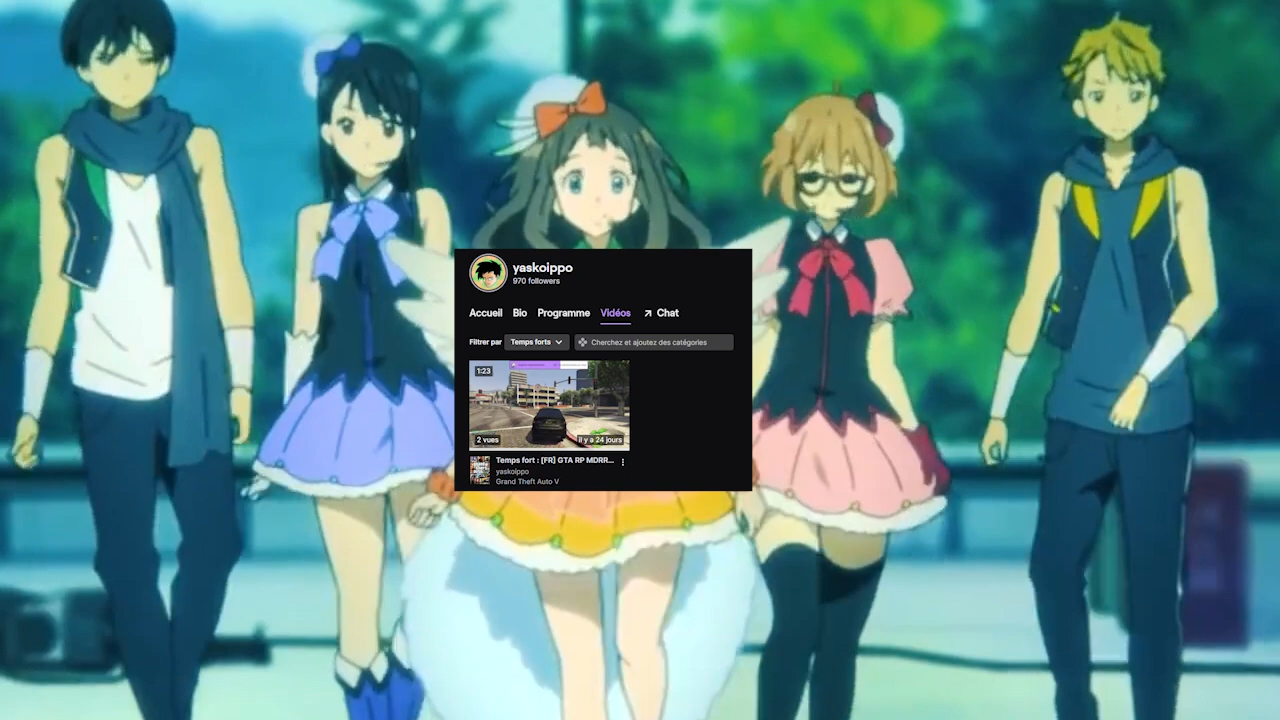 yaskoippo
970 followers
Accueil Bio Programme Vidéos Chat
Filtrer par Temps forts Cherchez et ajoutez des catégories
1:23
2 vues il y a 24 jours
Temps fort : [FR] GTA RP MDRR...
yaskoippo
Grand Theft Auto V